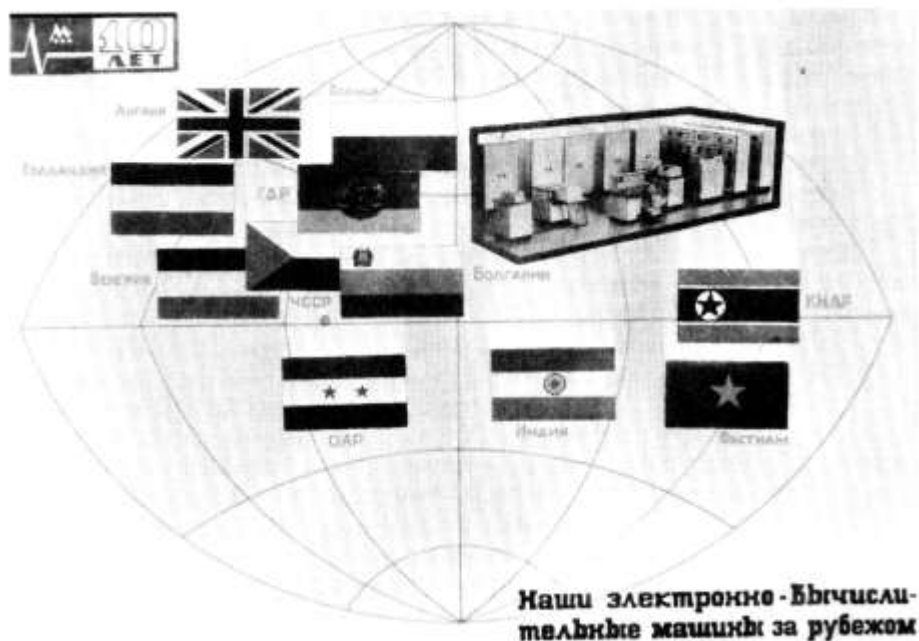 10
ЛЕТ
Англия
Голландия
ГДР
Венгрия
ЧССР
Болгария
КНДР
ОАР
Индия
Вьетнам
Наши электронно-вычисли-
тельные машины за рубежом